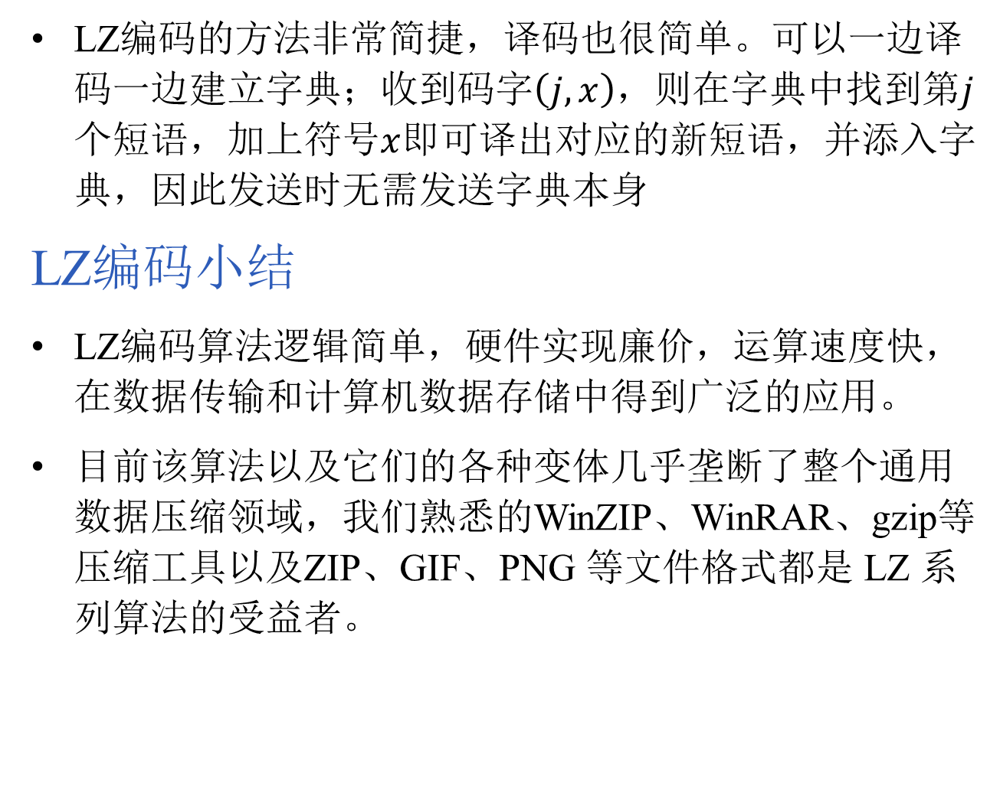 • LZ编码的方法非常简捷，译码也很简单。可以一边译
码一边建立字典；收到码字(j,x)，则在字典中找到第j
个短语，加上符号x即可译出对应的新短语，并添入字
典，因此发送时无需发送字典本身
LZ编码小结
• LZ编码算法逻辑简单，硬件实现廉价，运算速度快，
在数据传输和计算机数据存储中得到广泛的应用。
• 目前该算法以及它们的各种变体几乎垄断了整个通用
数据压缩领域，我们熟悉的WinZIP、WinRAR、gzip等
压缩工具以及ZIP、GIF、PNG 等文件格式都是 LZ 系
列算法的受益者。